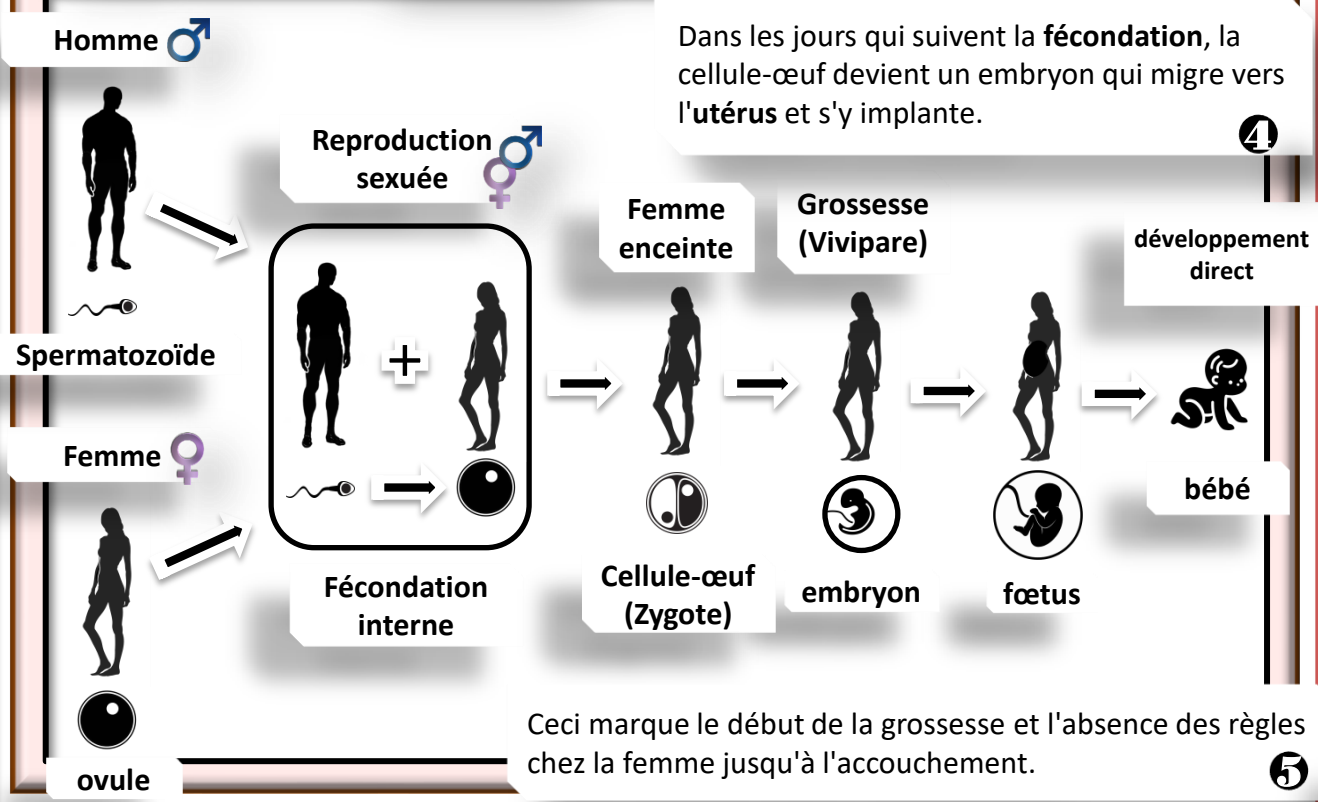 Homme
Dans les jours qui suivent la fécondation, la
cellule-œuf devient un embryon qui migre vers
l'utérus et s'y implante.
4
Reproduction
sexuée
Femme
enceinte
Grossesse
(Vivipare)
développement
direct
Spermatozoïde
+
Femme
bébé
Fécondation
interne
Cellule-œuf
(Zygote)
embryon
fœtus
Ceci marque le début de la grossesse et l'absence des règles
chez la femme jusqu'à l'accouchement.
5
ovule